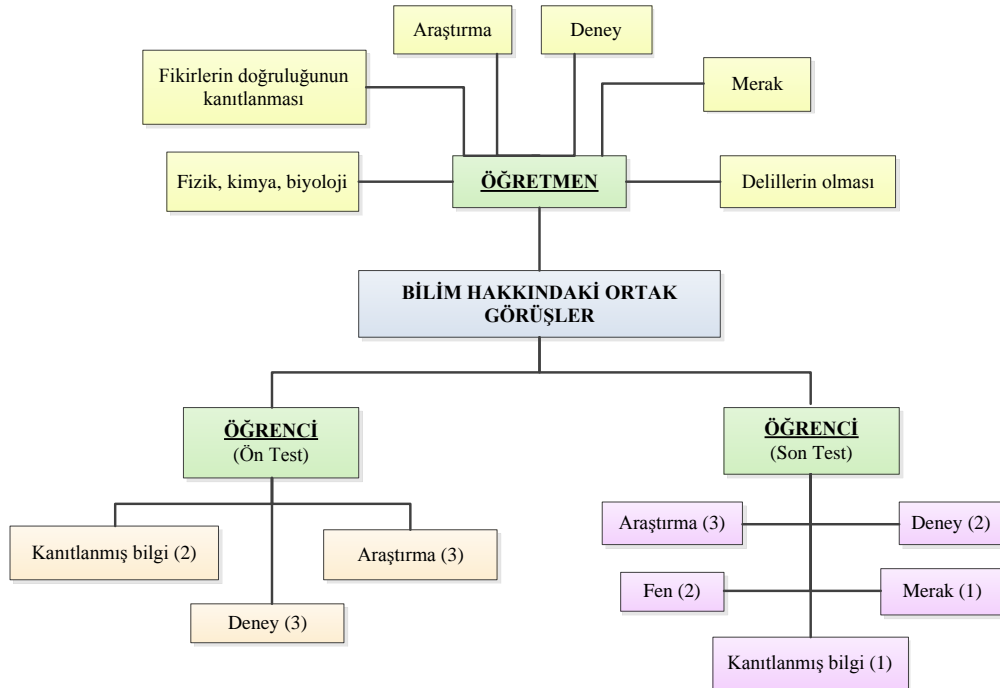 Araştırma
Deney
Fikirlerin doğruluğunun
kanıtlanması
Merak
Fizik, kimya, biyoloji
ÖĞRETMEN
Delillerin olması
BİLİM HAKKINDAKİ ORTAK
GÖRÜŞLER
ÖĞRENCİ
(Ön Test)
ÖĞRENCİ
(Son Test)
Kanıtlanmış bilgi (2)
Araştırma (3)
Deney (3)
Araştırma (3)
Deney (2)
Fen (2)
Merak (1)
Kanıtlanmış bilgi (1)